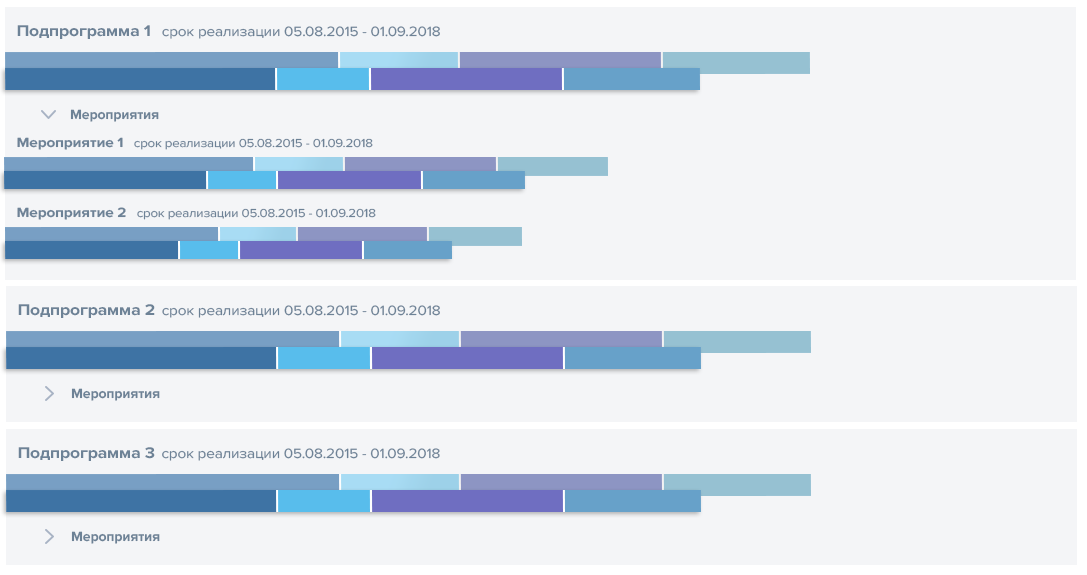 Подпрограмма 1 срок реализации 05.08.2015 - 01.09.2018
Мероприятия
Мероприятие 1 срок реализации 05.08.2015 - 01.09.2018
Мероприятие 2 срок реализации 05.08.2015 - 01.09.2018
Подпрограмма 2 срок реализации 05.08.2015 - 01.09.2018
Мероприятия
Подпрограмма 3 срок реализации 05.08.2015 - 01.09.2018
Мероприятия